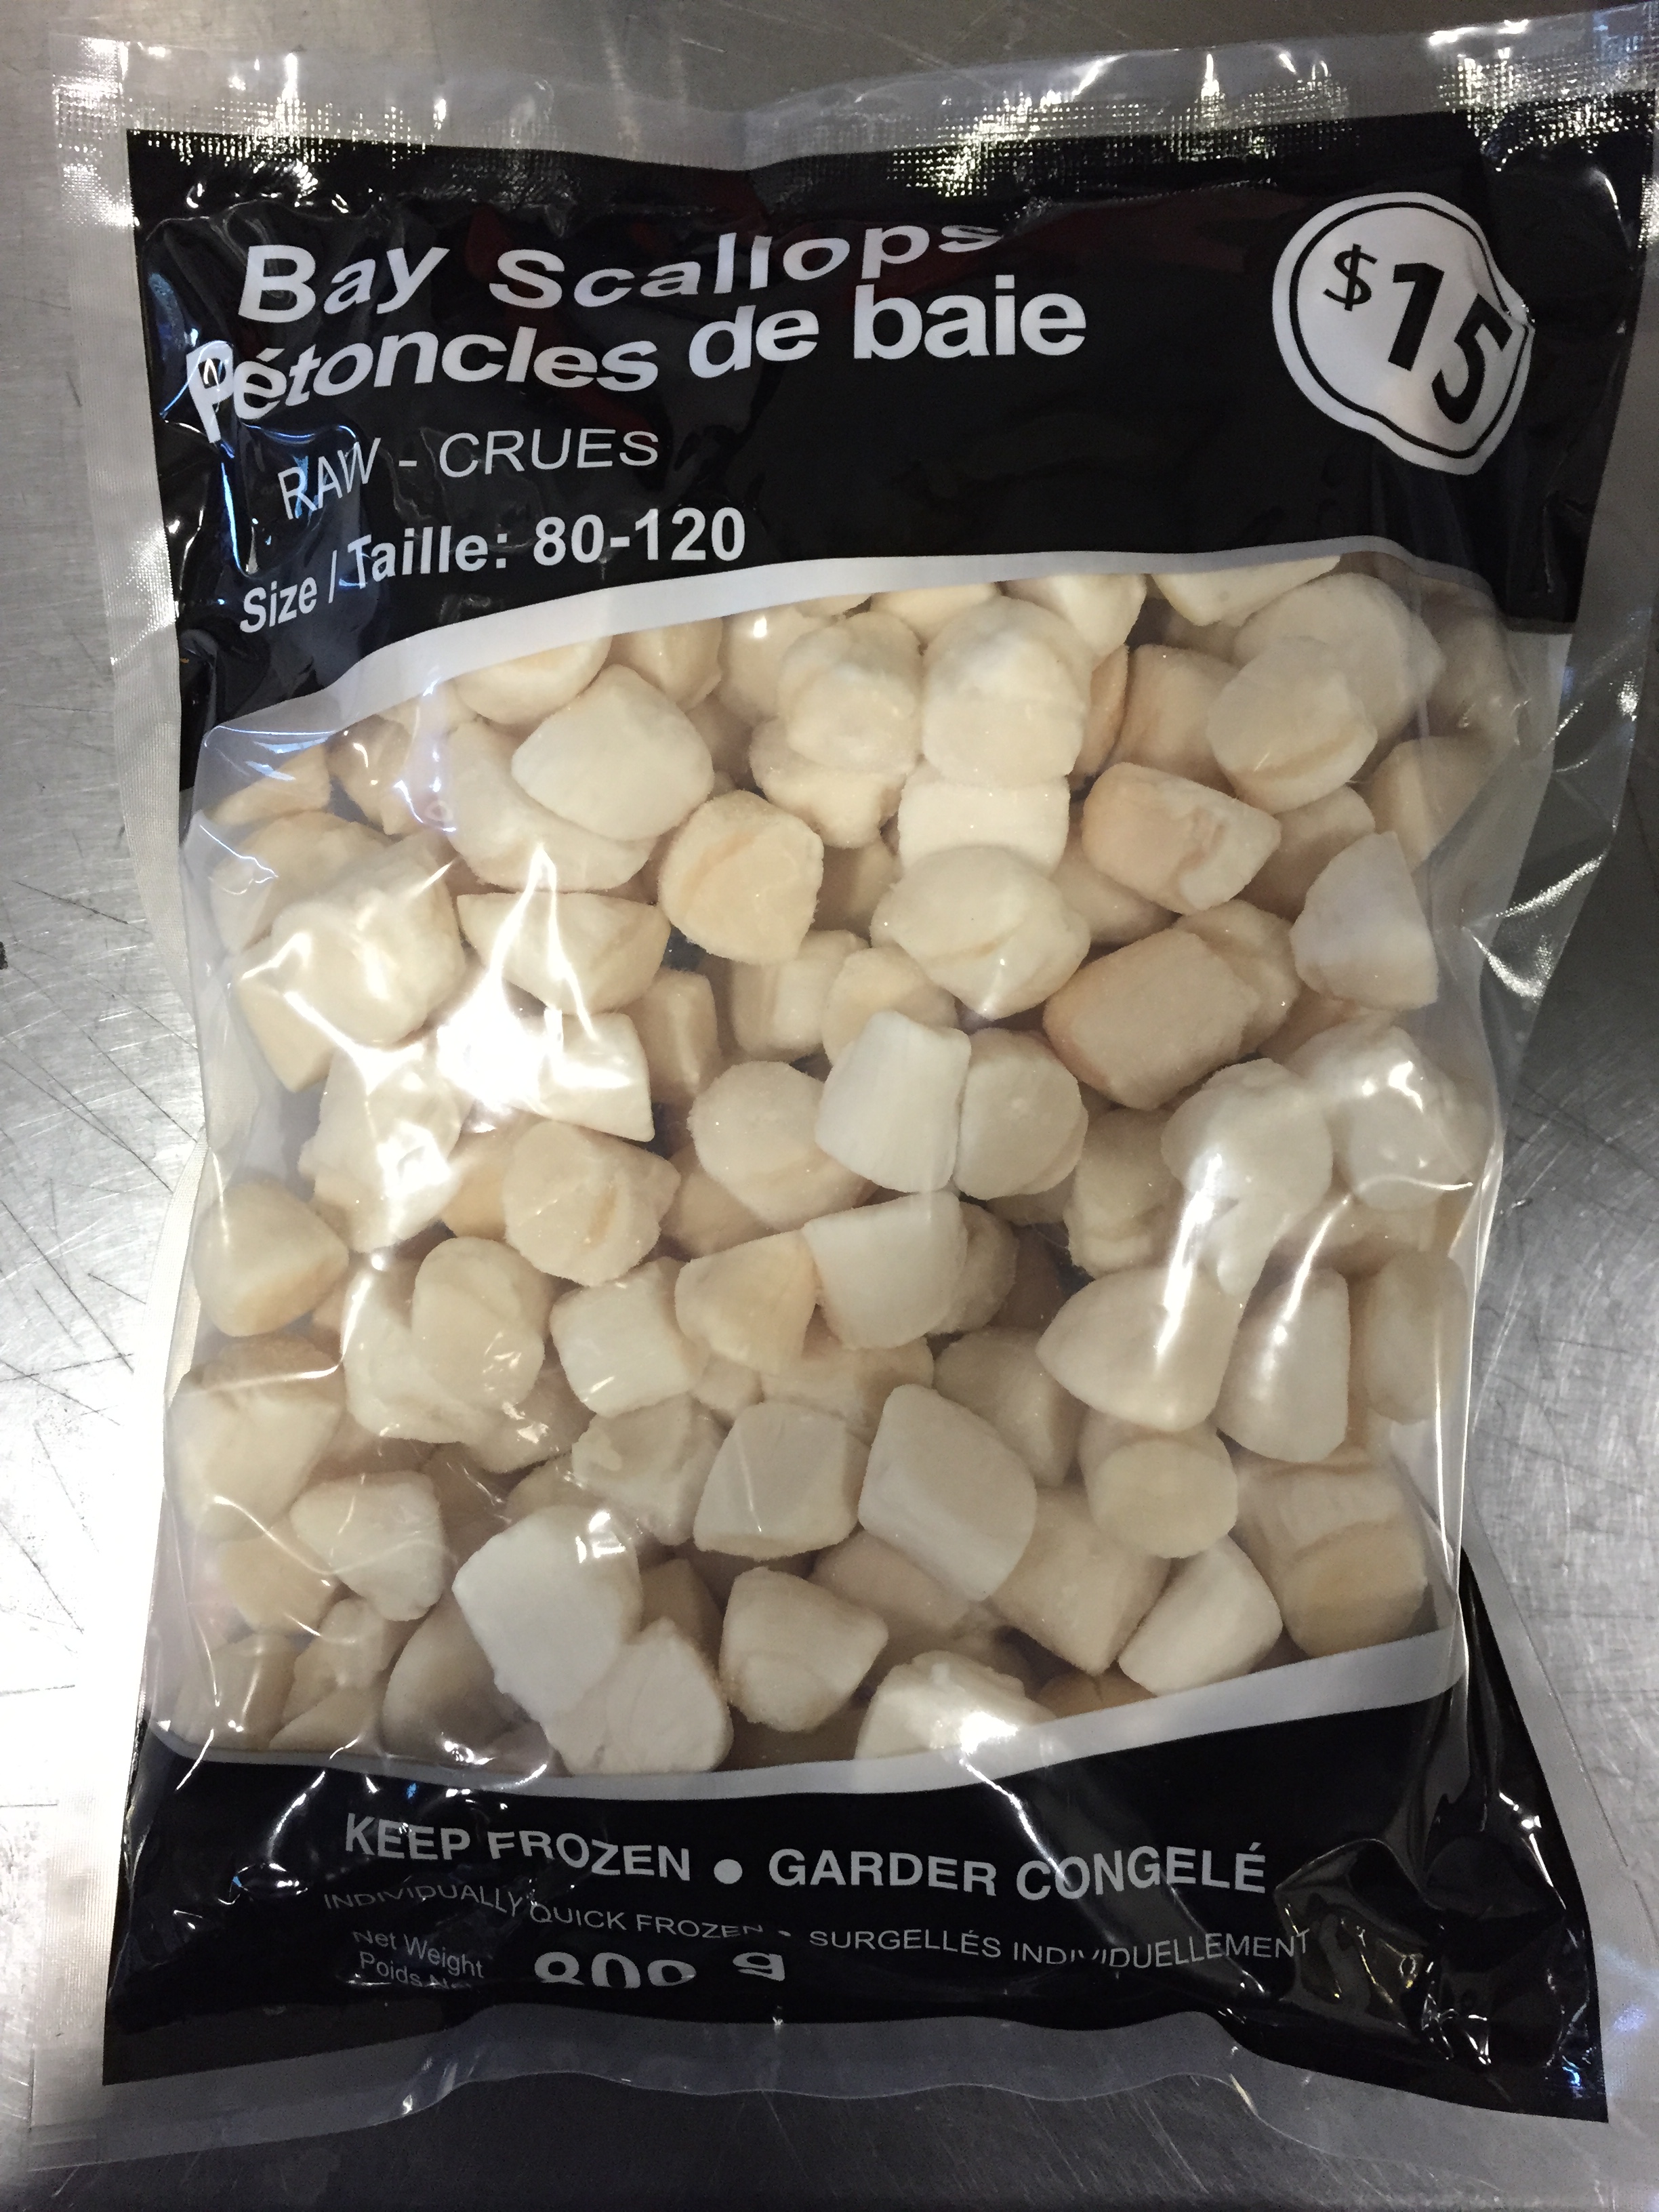 Bay Scallops
Pétoncles de baie
$15
RAW - CRUES
Size / Taille: 80-120
KEEP FROZEN • GARDER CONGELÉ
INDIVIDUALLY QUICK FROZEN - SURGELLÉS INDIVIDUELLEMENT
Net Weight
Poids